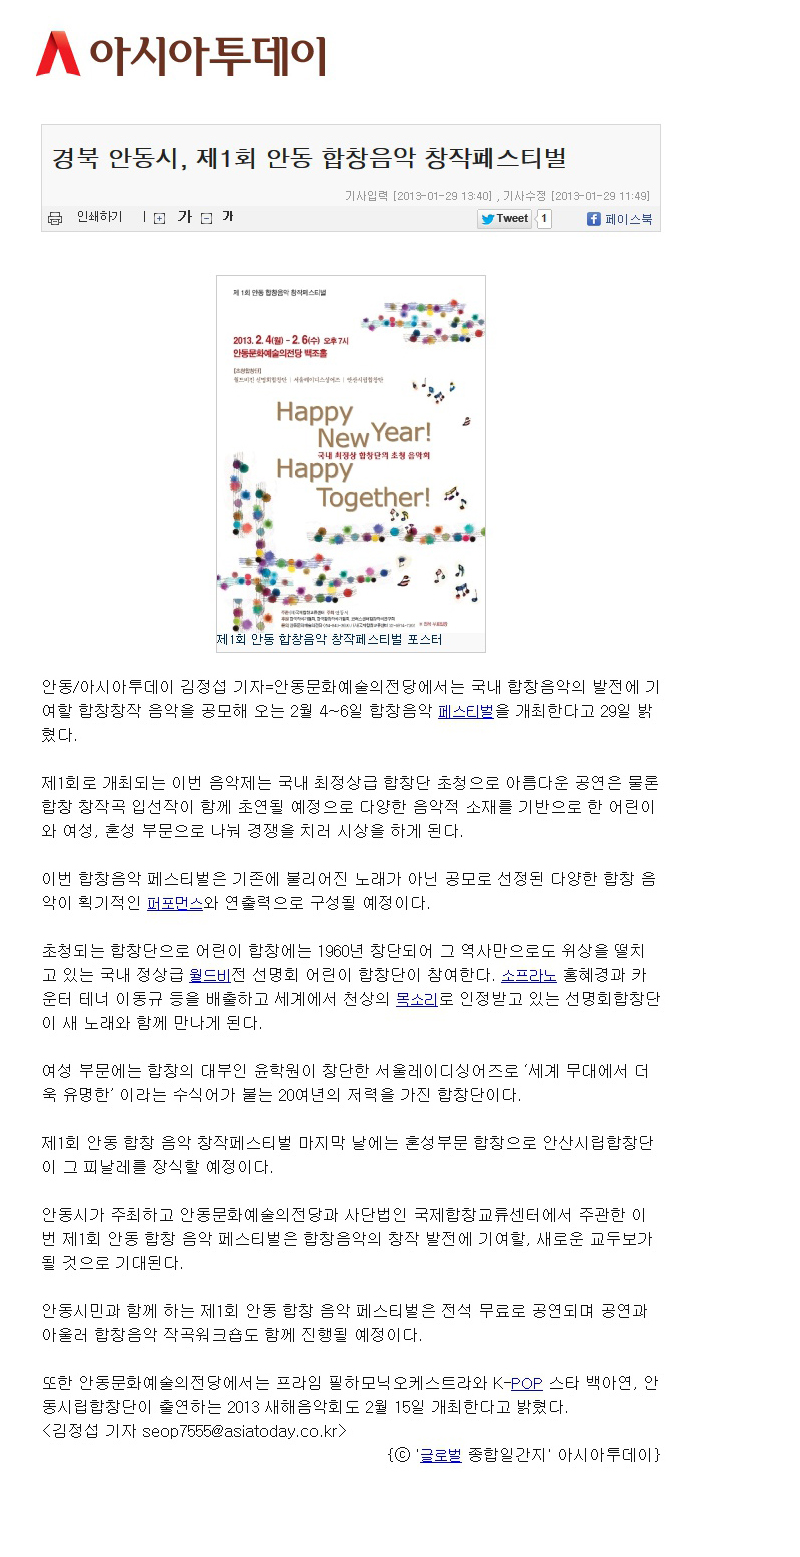 아시아투데이
경북 안동시, 제1회 안동 합창음악 창작페스티벌
기사입력 [2013-01-29 13:40] , 기사수정 [2013-01-29 11:49]
인쇄하기 | 가 가
Tweet 1 페이스북
제 1회 안동 합창음악 창작페스티벌
2013. 2. 4(월) - 2. 6(수) 오후 7시
안동문화예술의전당 백조홀
[초청합창단]
월드비전 선명회합창단 | 서울레이디스싱어즈 | 안산시립합창단
Happy
New Year!
국내 최정상 합창단의 초청 음악회
Happy
Together!
제1회 안동 합창음악 창작페스티벌 포스터
안동/아시아투데이 김정섭 기자=안동문화예술의전당에서는 국내 합창음악의 발전에 기
여할 합창창작 음악을 공모해 오는 2월 4~6일 합창음악 페스티벌을 개최한다고 29일 밝
혔다.
제1회로 개최되는 이번 음악제는 국내 최정상급 합창단 초청으로 아름다운 공연은 물론
합창 창작곡 입선작이 함께 초연될 예정으로 다양한 음악적 소재를 기반으로 한 어린이
와 여성, 혼성 부문으로 나눠 경쟁을 치러 시상을 하게 된다.
이번 합창음악 페스티벌은 기존에 불리어진 노래가 아닌 공모로 선정된 다양한 합창 음
악이 획기적인 퍼포먼스와 연출력으로 구성될 예정이다.
초청되는 합창단으로 어린이 합창에는 1960년 창단되어 그 역사만으로도 위상을 떨치
고 있는 국내 정상급 월드비전 선명회 어린이 합창단이 참여한다. 소프라노 홍혜경과 카
운터 테너 이동규 등을 배출하고 세계에서 천상의 목소리로 인정받고 있는 선명회합창단
이 새 노래와 함께 만나게 된다.
여성 부문에는 합창의 대부인 윤학원이 창단한 서울레이디싱어즈로 ‘세계 무대에서 더
욱 유명한’ 이라는 수식어가 붙는 20여년의 저력을 가진 합창단이다.
제1회 안동 합창 음악 창작페스티벌 마지막 날에는 혼성부문 합창으로 안산시립합창단
이 그 피날레를 장식할 예정이다.
안동시가 주최하고 안동문화예술의전당과 사단법인 국제합창교류센터에서 주관한 이
번 제1회 안동 합창 음악 페스티벌은 합창음악의 창작 발전에 기여할, 새로운 교두보가
될 것으로 기대된다.
안동시민과 함께 하는 제1회 안동 합창 음악 페스티벌은 전석 무료로 공연되며 공연과
아울러 합창음악 작곡워크숍도 함께 진행될 예정이다.
또한 안동문화예술의전당에서는 프라임 필하모닉오케스트라와 K-POP 스타 백아연, 안
동시립합창단이 출연하는 2013 새해음악회도 2월 15일 개최한다고 밝혔다.
<김정섭 기자 seop7555@asiatoday.co.kr>
{ⓒ '글로벌 종합일간지' 아시아투데이}